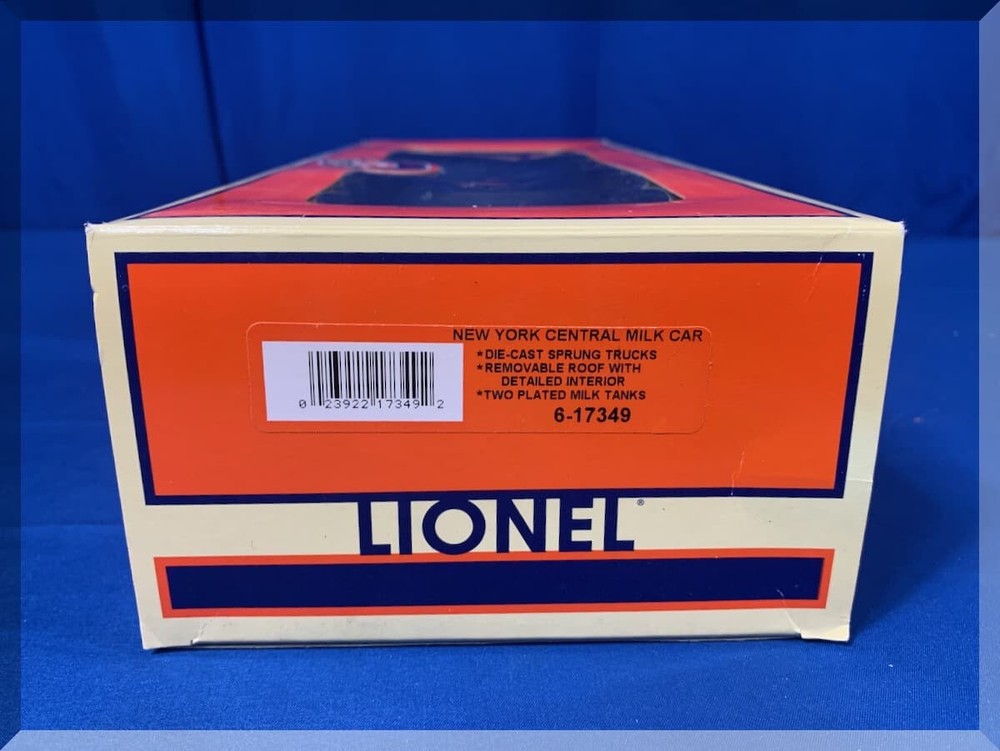 NEW YORK CENTRAL MILK CAR
*DIE-CAST SPRUNG TRUCKS
*REMOVABLE ROOF WITH
DETAILED INTERIOR
*TWO PLATED MILK TANKS
6-17349
0 23922 17349 2
LIONEL®